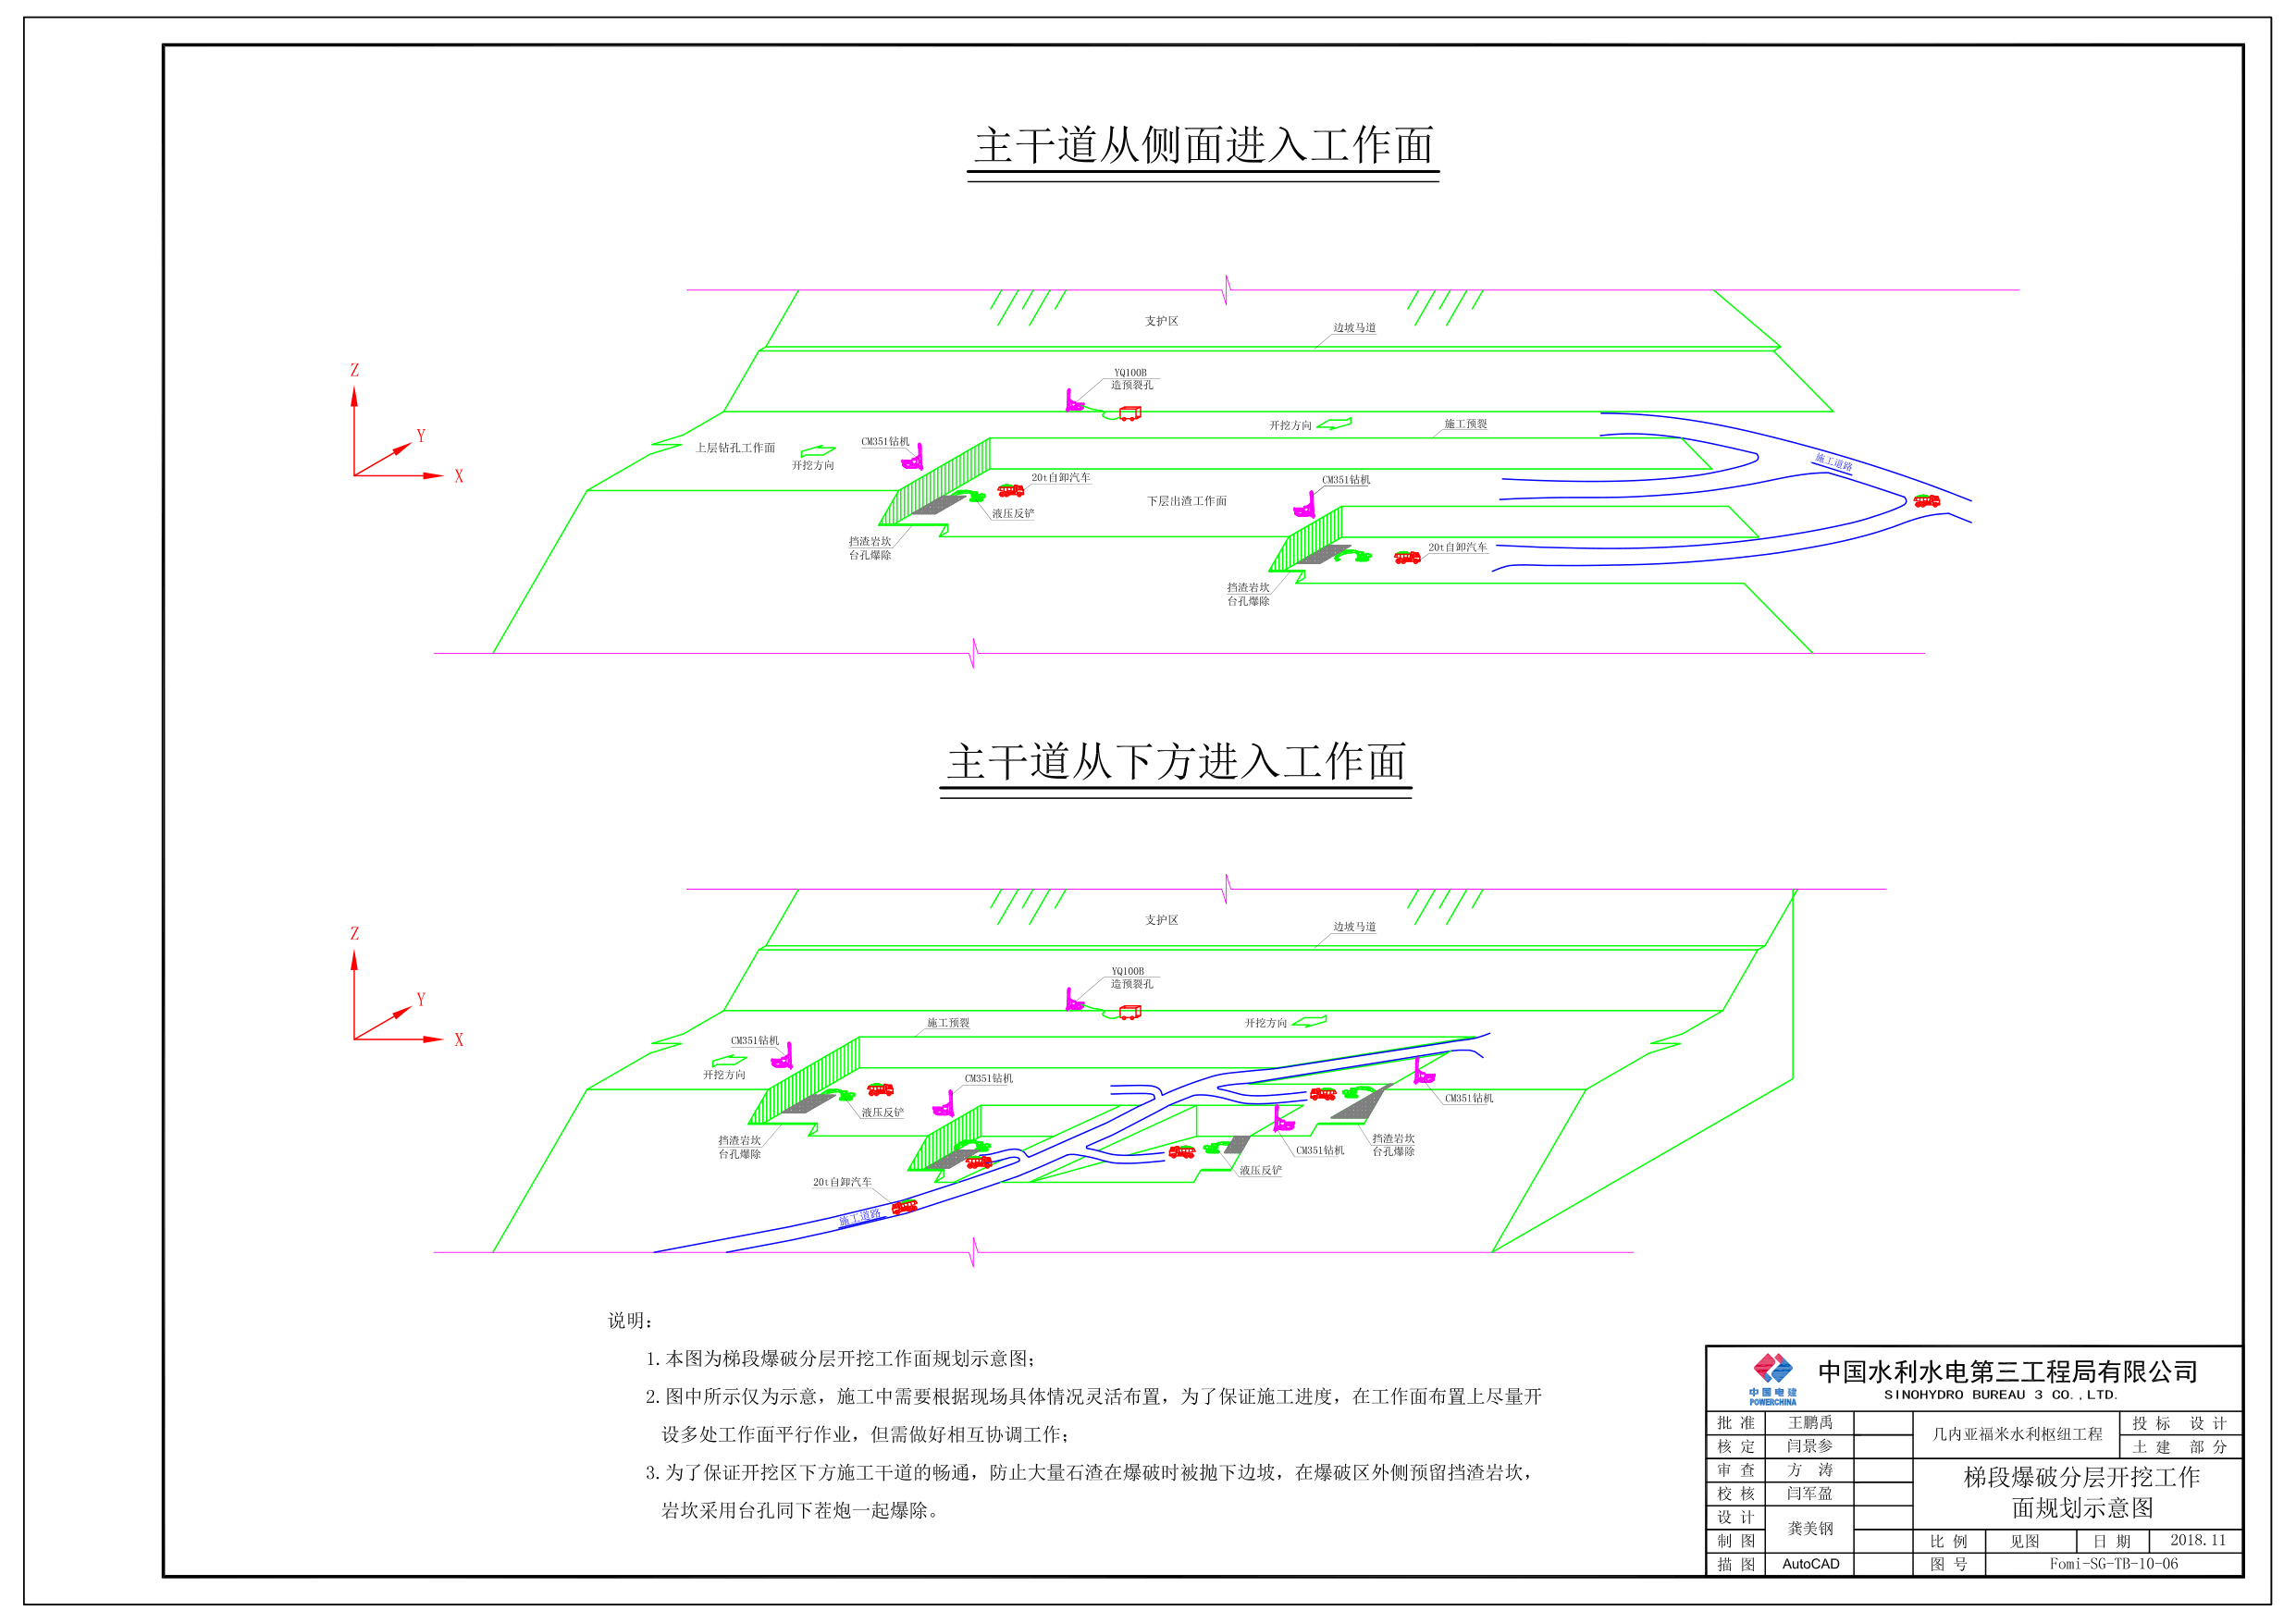 主干道从侧面进入工作面
支护区
边坡马道
Z
Y
X
YQ100B
造预裂孔
开挖方向
施工预裂
上层钻孔工作面
开挖方向
CM351钻机
施工道路
20t自卸汽车
CM351钻机
下层出渣工作面
液压反铲
挡渣岩坎
台孔爆除
20t自卸汽车
挡渣岩坎
台孔爆除
主干道从下方进入工作面
支护区
边坡马道
Z
Y
X
YQ100B
造预裂孔
施工预裂
开挖方向
CM351钻机
开挖方向
CM351钻机
CM351钻机
液压反铲
挡渣岩坎
台孔爆除
挡渣岩坎
台孔爆除
CM351钻机
液压反铲
20t自卸汽车
施工道路
说明：
1.本图为梯段爆破分层开挖工作面规划示意图；
2.图中所示仅为示意，施工中需要根据现场具体情况灵活布置，为了保证施工进度，在工作面布置上尽量开
设多处工作面平行作业，但需做好相互协调工作；
3.为了保证开挖区下方施工干道的畅通，防止大量石渣在爆破时被抛下边坡，在爆破区外侧预留挡渣岩坎，
岩坎采用台孔同下茬炮一起爆除。
中国电建
POWERCHINA
中国水利水电第三工程局有限公司
SINOHYDRO BUREAU 3 CO.,LTD.
批 准 王鹏禹
核 定 闫景参
审 查 方 涛
校 核 闫军盈
设 计
制 图
龚美钢
描 图 AutoCAD
几内亚福米水利枢纽工程
投 标 设 计
土 建 部 分
梯段爆破分层开挖工作
面规划示意图
比 例 见图 日 期 2018.11
图 号 Fomi-SG-TB-10-06